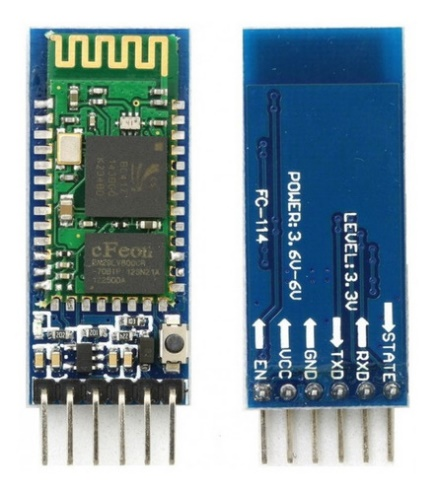 cFeon
FC-114
POWER:3.6V-6V
LEVEL:3.3V
EN
VCC
GND
TXD
RXD
STATE